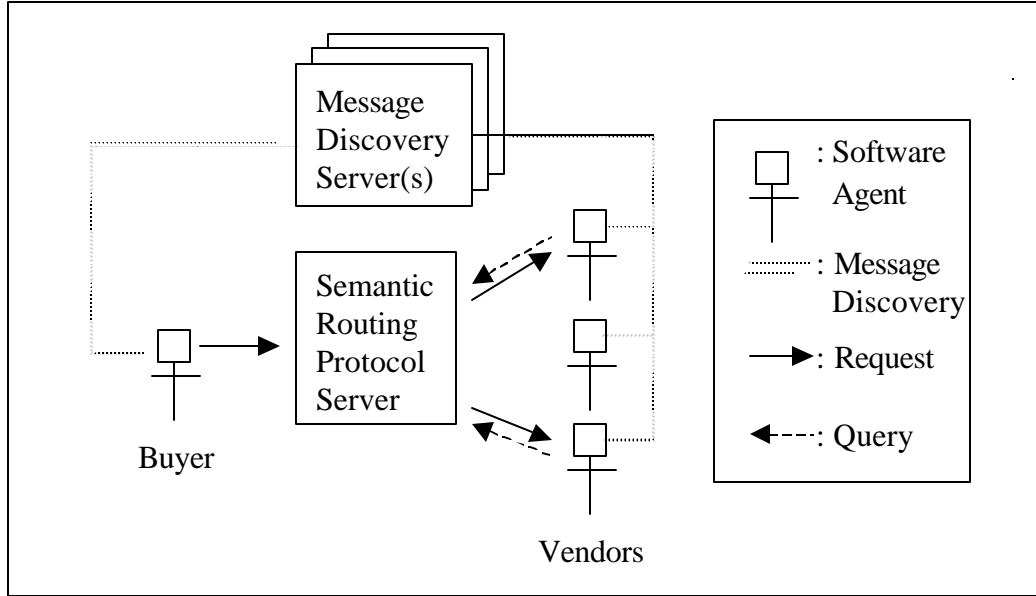 Message
Discovery
Server(s)
Semantic
Routing
Protocol
Server
Buyer
Vendors
: Software
Agent
: Message
Discovery
: Request
: Query